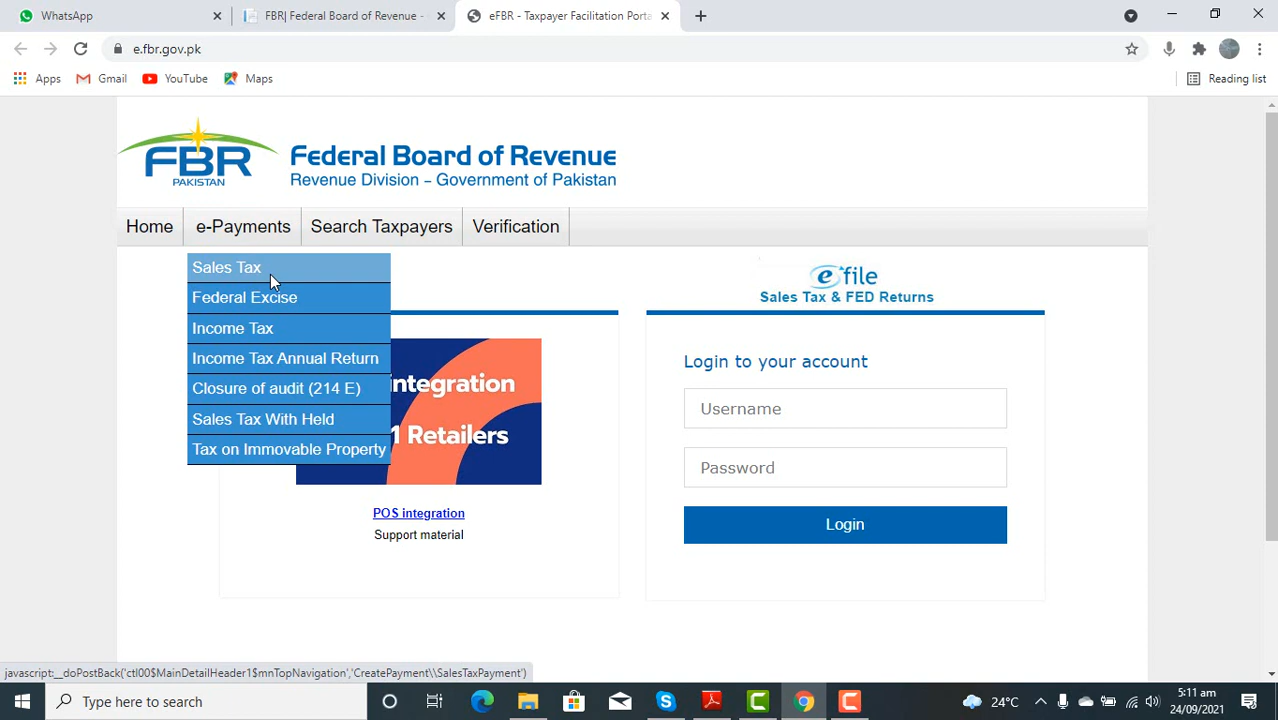 WhatsApp
FBR| Federal Board of Revenue -
eFBR - Taxpayer Facilitation Porta
e.fbr.gov.pk
Apps
Gmail
YouTube
Maps
Reading list
FBR
PAKISTAN
Federal Board of Revenue
Revenue Division – Government of Pakistan
Home
e-Payments
Search Taxpayers
Verification
Sales Tax
Federal Excise
Income Tax
Income Tax Annual Return
Closure of audit (214 E)
Sales Tax With Held
Tax on Immovable Property
integration
1 Retailers
POS integration
Support material
e file
Sales Tax & FED Returns
Login to your account
Username
Password
Login
javascript:__doPostBack('ctl00$MainDetailHeader1$mnTopNavigation','CreatePayment\\SalesTaxPayment')
Type here to search
24°C
5:11 am
24/09/2021